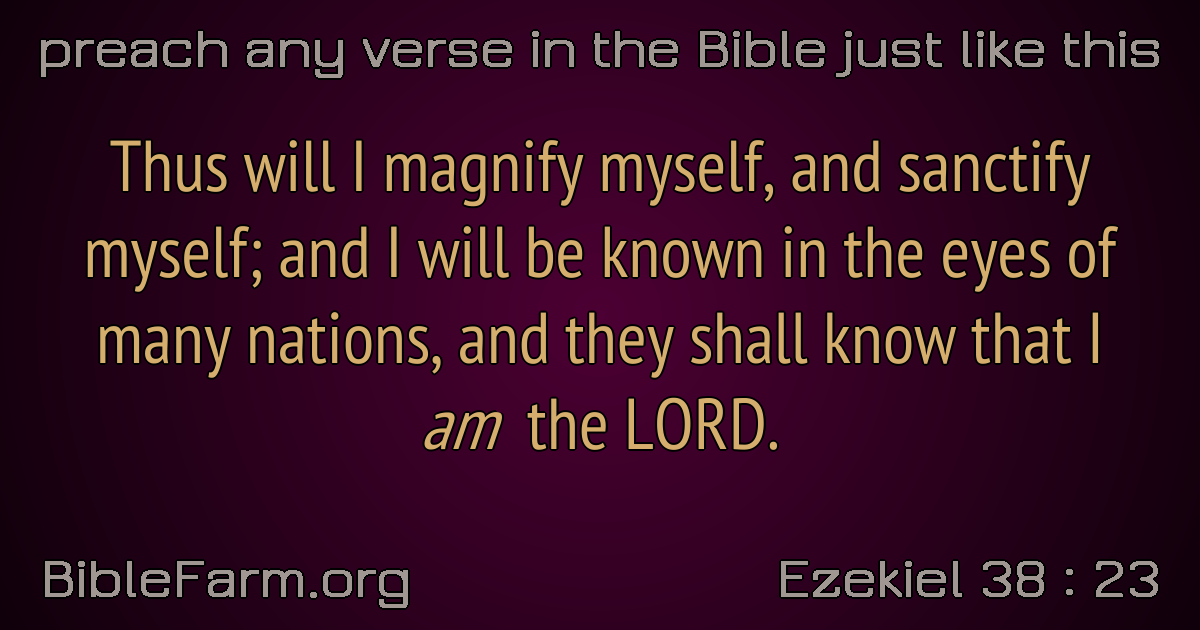 preach any verse in the Bible just like this
Thus will I magnify myself, and sanctify
myself; and I will be known in the eyes of
many nations, and they shall know that I
am the LORD.
BibleFarm.org
Ezekiel 38 : 23